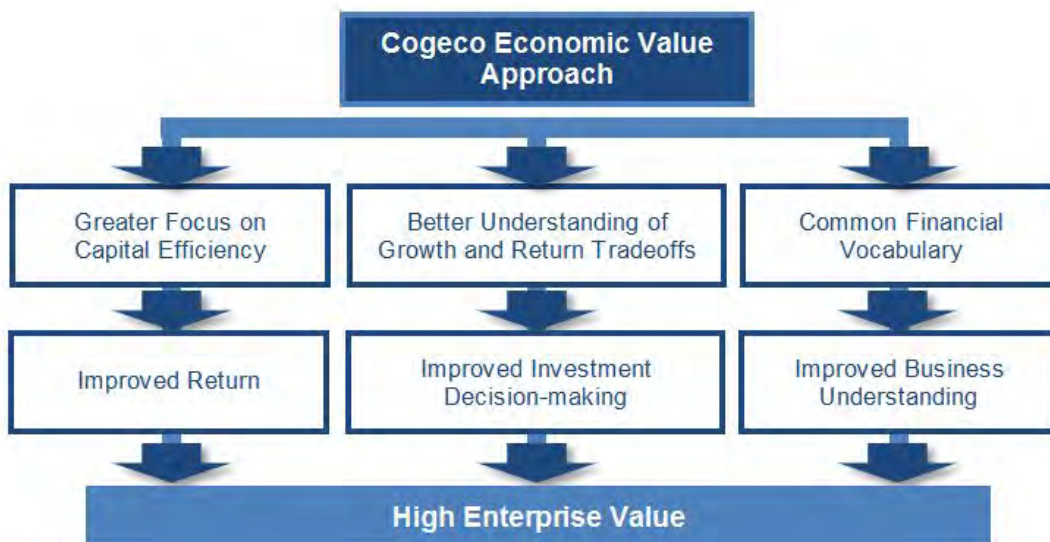 Cogeco Economic Value
Approach
Greater Focus on
Capital Efficiency
Better Understanding of
Growth and Return Tradeoffs
Common Financial
Vocabulary
Improved Return
Improved Investment
Decision-making
Improved Business
Understanding
High Enterprise Value